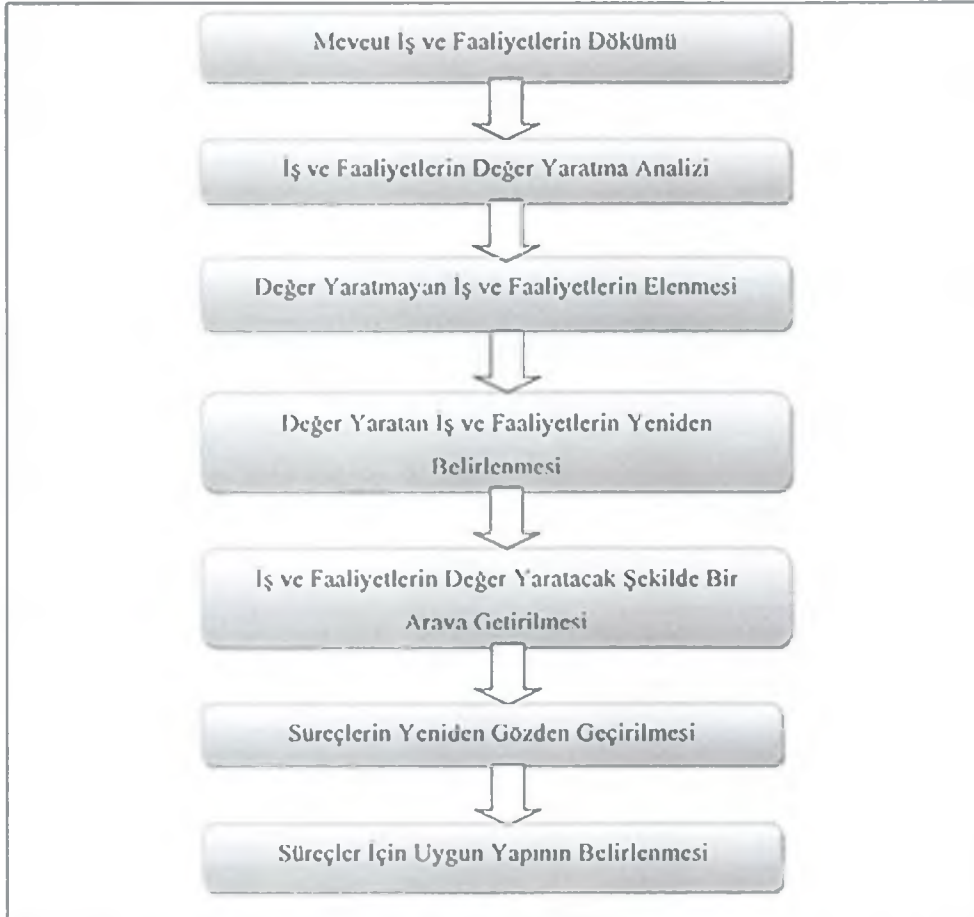 Mevcut İş ve Faaliyetlerin Dökümü
İş ve Faaliyetlerin Değer Yaratma Analizi
Değer Yaratmayan İş ve Faaliyetlerin Elenmesi
Değer Yaratan İş ve Faaliyetlerin Yeniden
Belirlenmesi
İş ve Faaliyetlerin Değer Yaratacak Şekilde Bir
Araya Getirilmesi
Süreçlerin Yeniden Gözden Geçirilmesi
Süreçler İçin Uygun Yapının Belirlenmesi